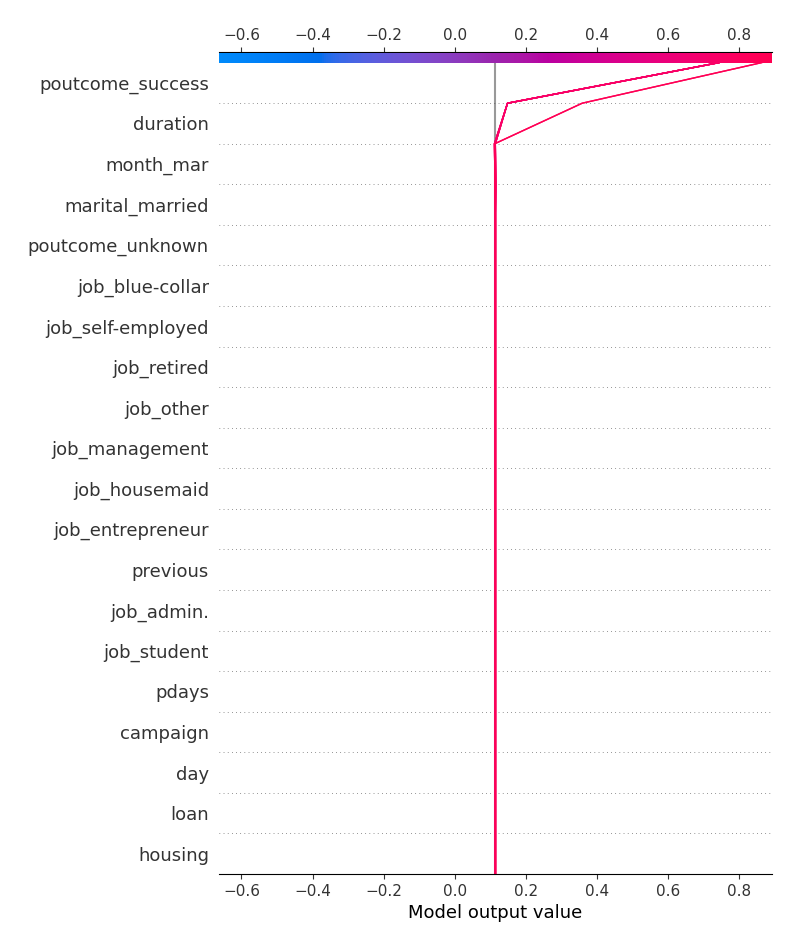 −0.6 −0.4 −0.2 0.0 0.2 0.4 0.6 0.8
poutcome_success
duration
month_mar
marital_married
poutcome_unknown
job_blue-collar
job_self-employed
job_retired
job_other
job_management
job_housemaid
job_entrepreneur
previous
job_admin.
job_student
pdays
campaign
day
loan
housing
−0.6 −0.4 −0.2 0.0 0.2 0.4 0.6 0.8
Model output value